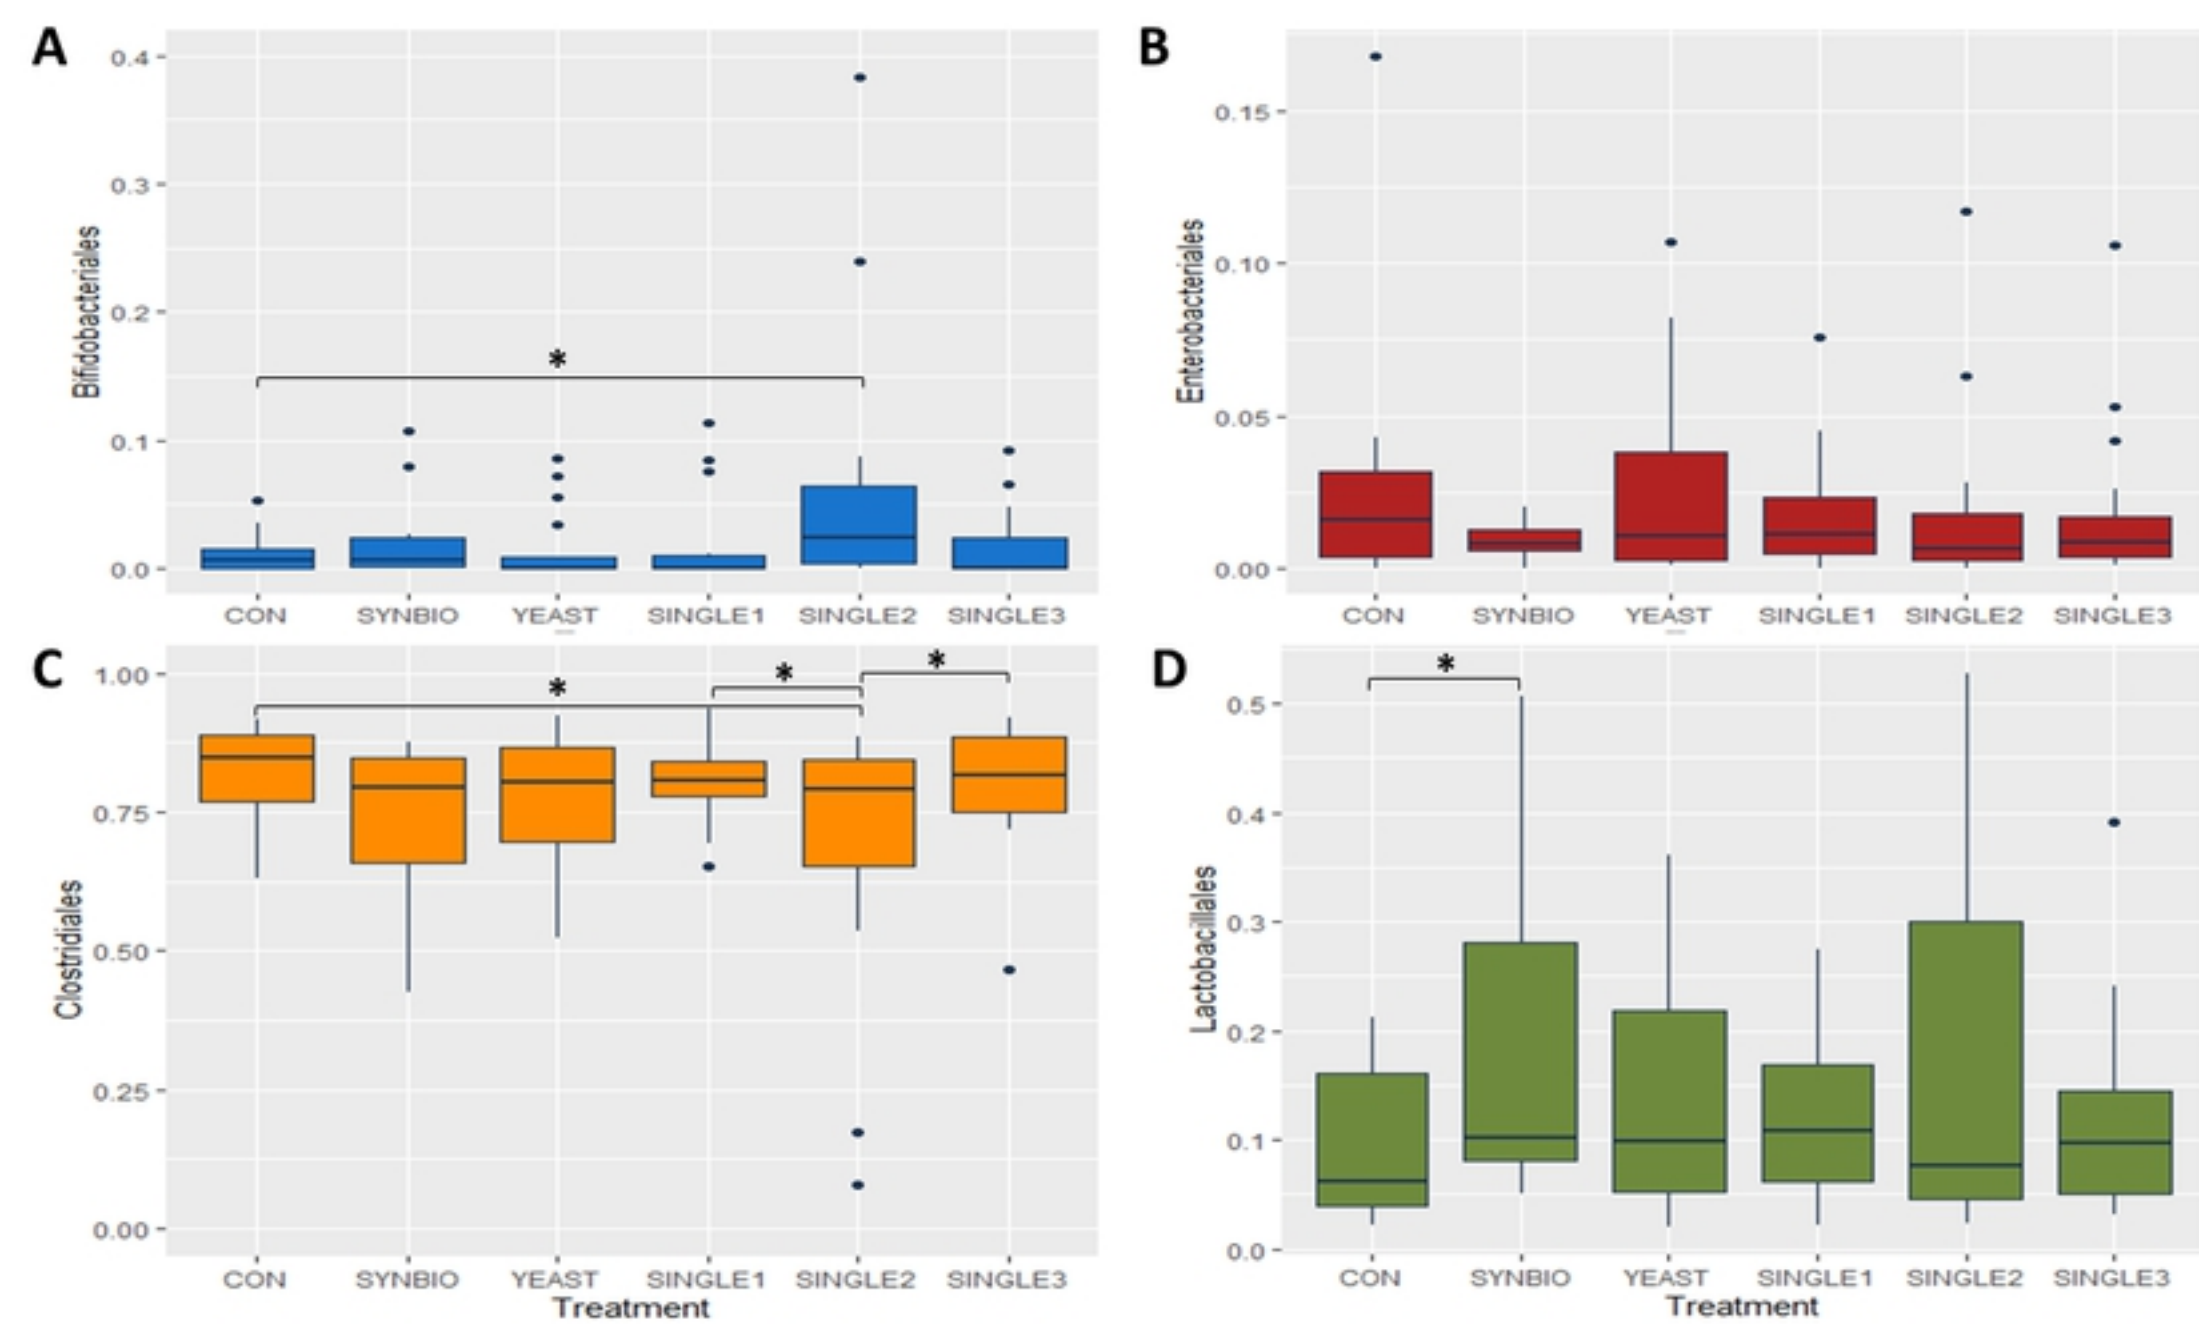 A
Bifidobacteriales
0.4
0.3
0.2
0.1
0.0
*
CON SYNBIO YEAST SINGLE1 SINGLE2 SINGLE3
B
Enterobacteriales
0.15
0.10
0.05
0.00
CON SYNBIO YEAST SINGLE1 SINGLE2 SINGLE3
C
Clostridiales
1.00
0.75
0.50
0.25
0.00
* * *
CON SYNBIO YEAST SINGLE1 SINGLE2 SINGLE3
Treatment
D
Lactobacillales
0.5
0.4
0.3
0.2
0.1
0.0
*
CON SYNBIO YEAST SINGLE1 SINGLE2 SINGLE3
Treatment